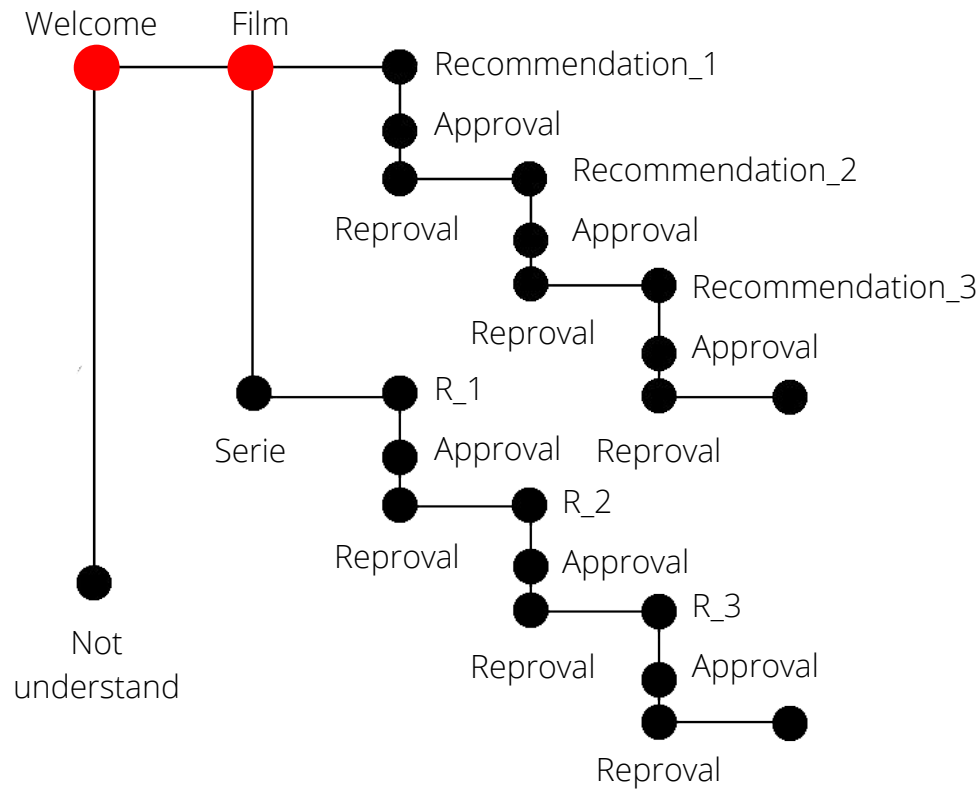 Welcome
Film
Recommendation_1
Approval
Recommendation_2
Reproval
Approval
Recommendation_3
Reproval
Approval
R_1
Serie
Approval
Reproval
R_2
Reproval
Approval
R_3
Not
understand
Reproval
Approval
Reproval